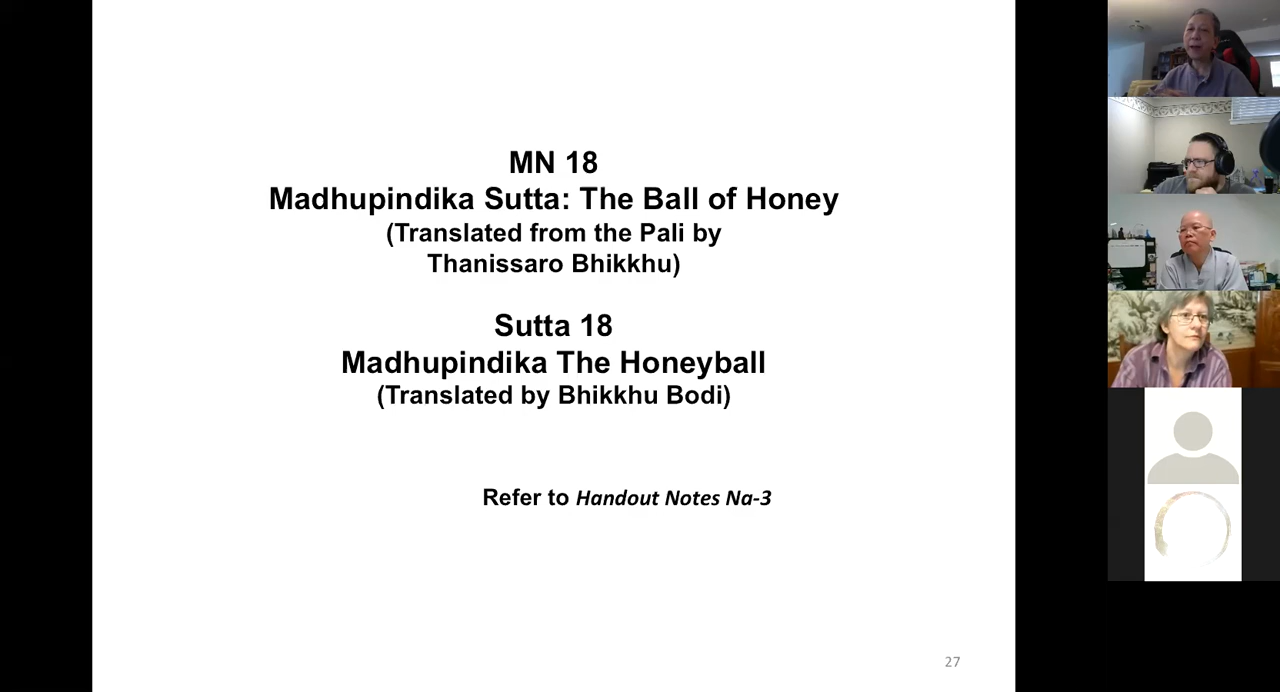 MN 18
Madhupindika Sutta: The Ball of Honey
(Translated from the Pali by
Thanissaro Bhikkhu)
Sutta 18
Madhupindika The Honeyball
(Translated by Bhikkhu Bodi)
Refer to Handout Notes Na-3
27